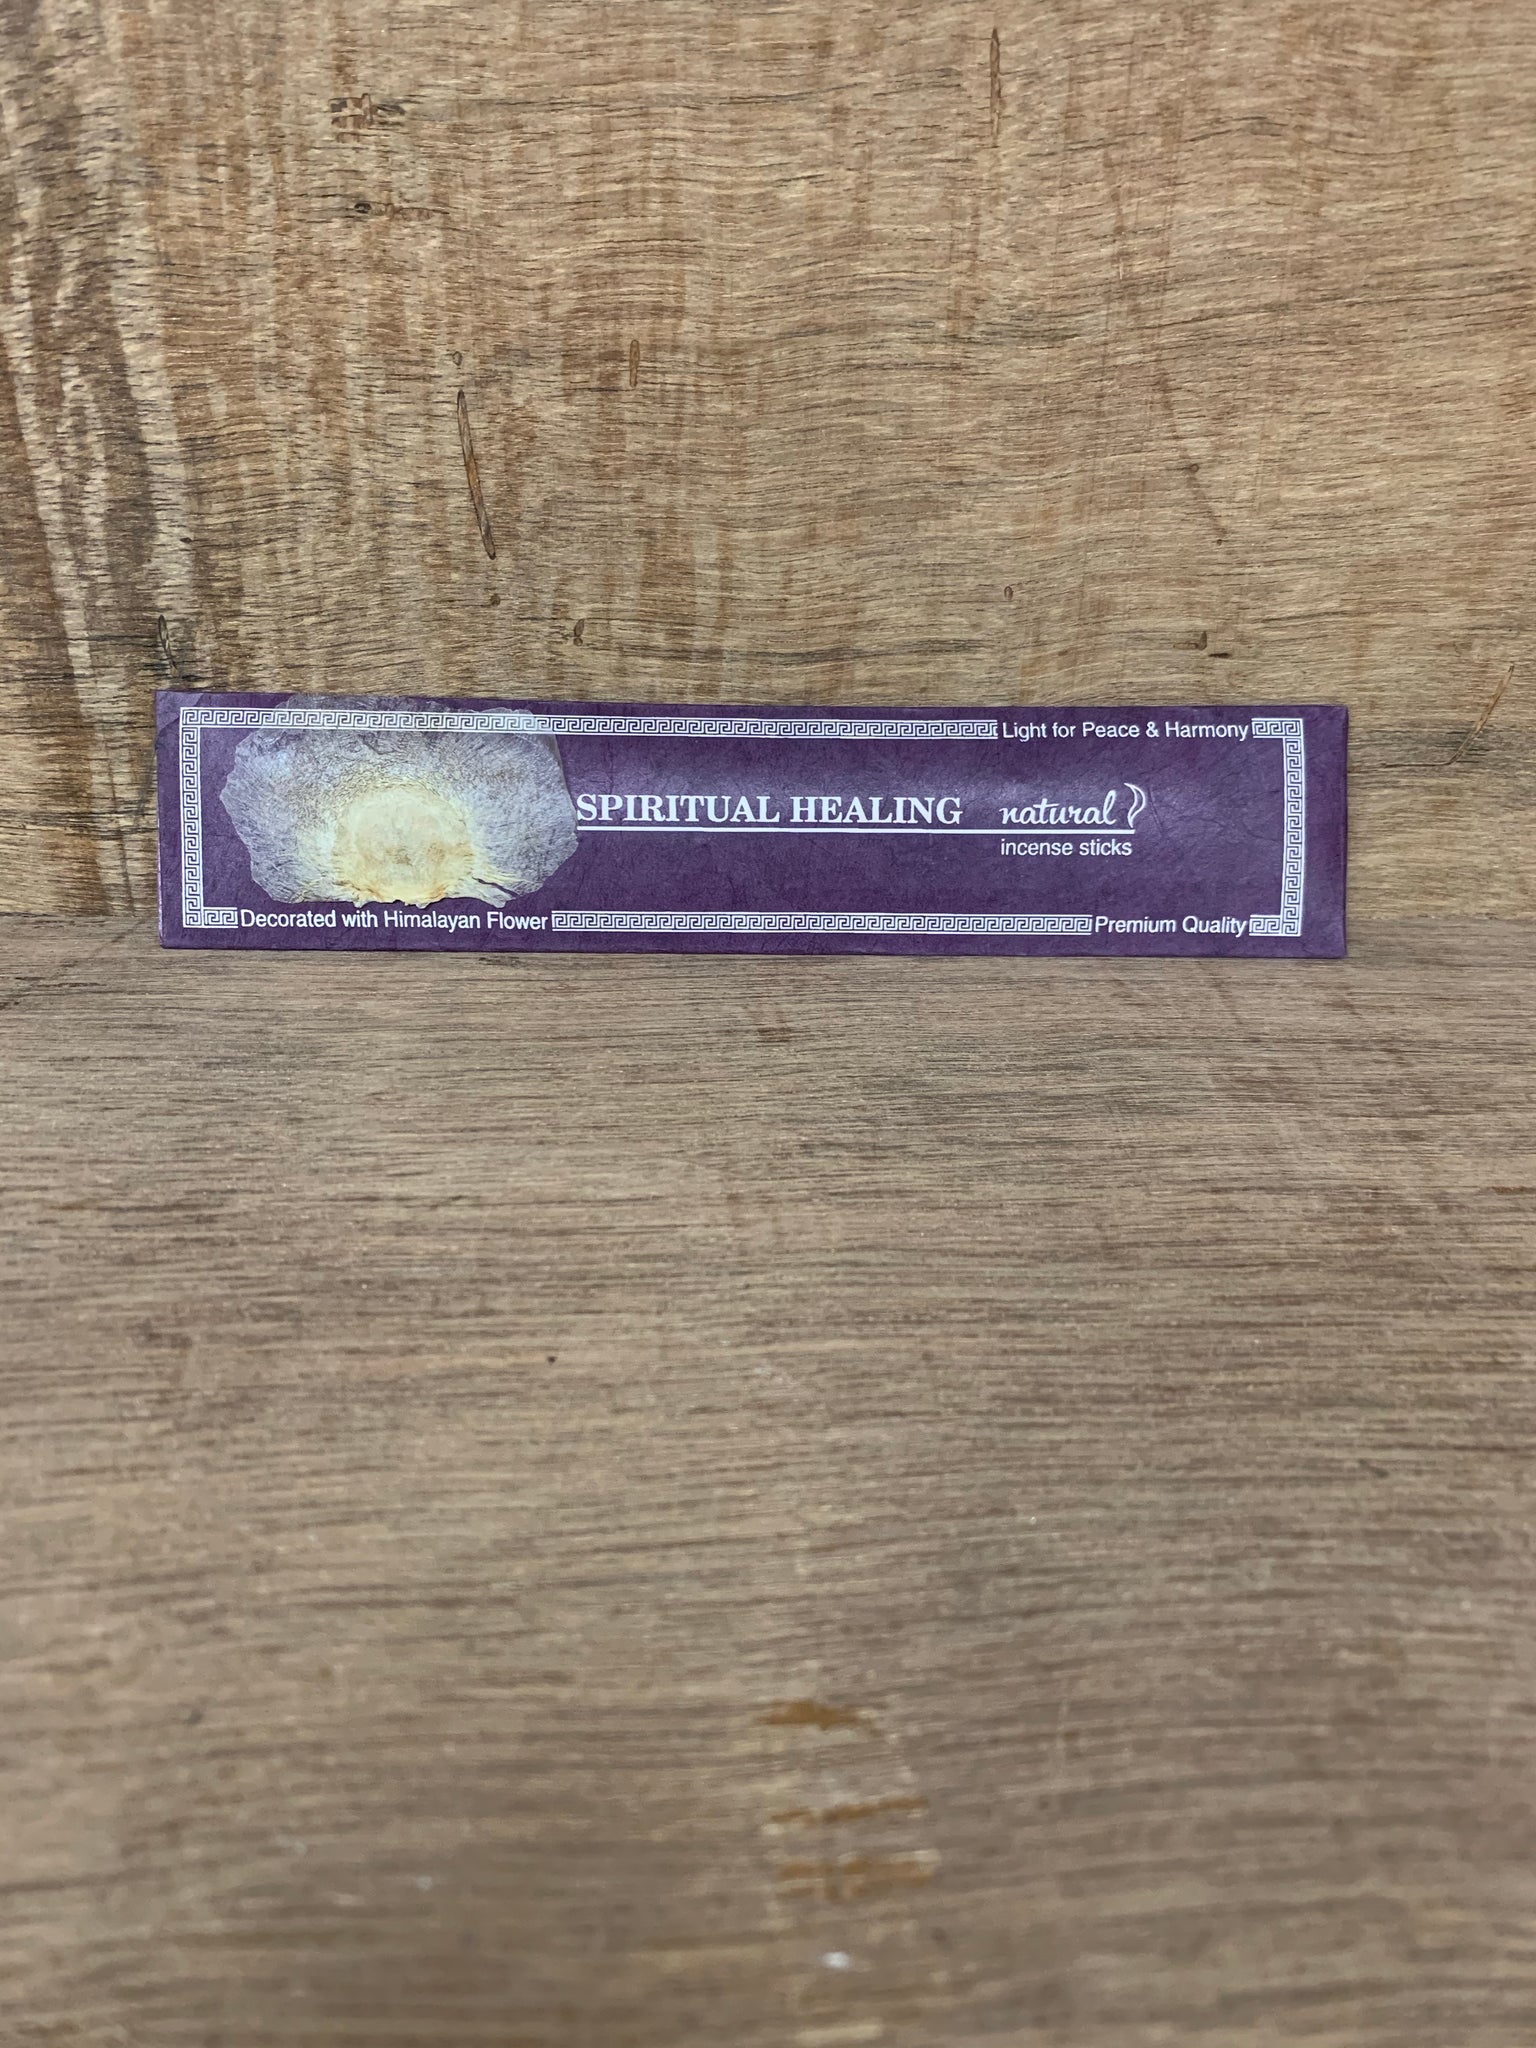 Light for Peace & Harmony
SPIRITUAL HEALING natural
incense sticks
Decorated with Himalayan Flower
Premium Quality